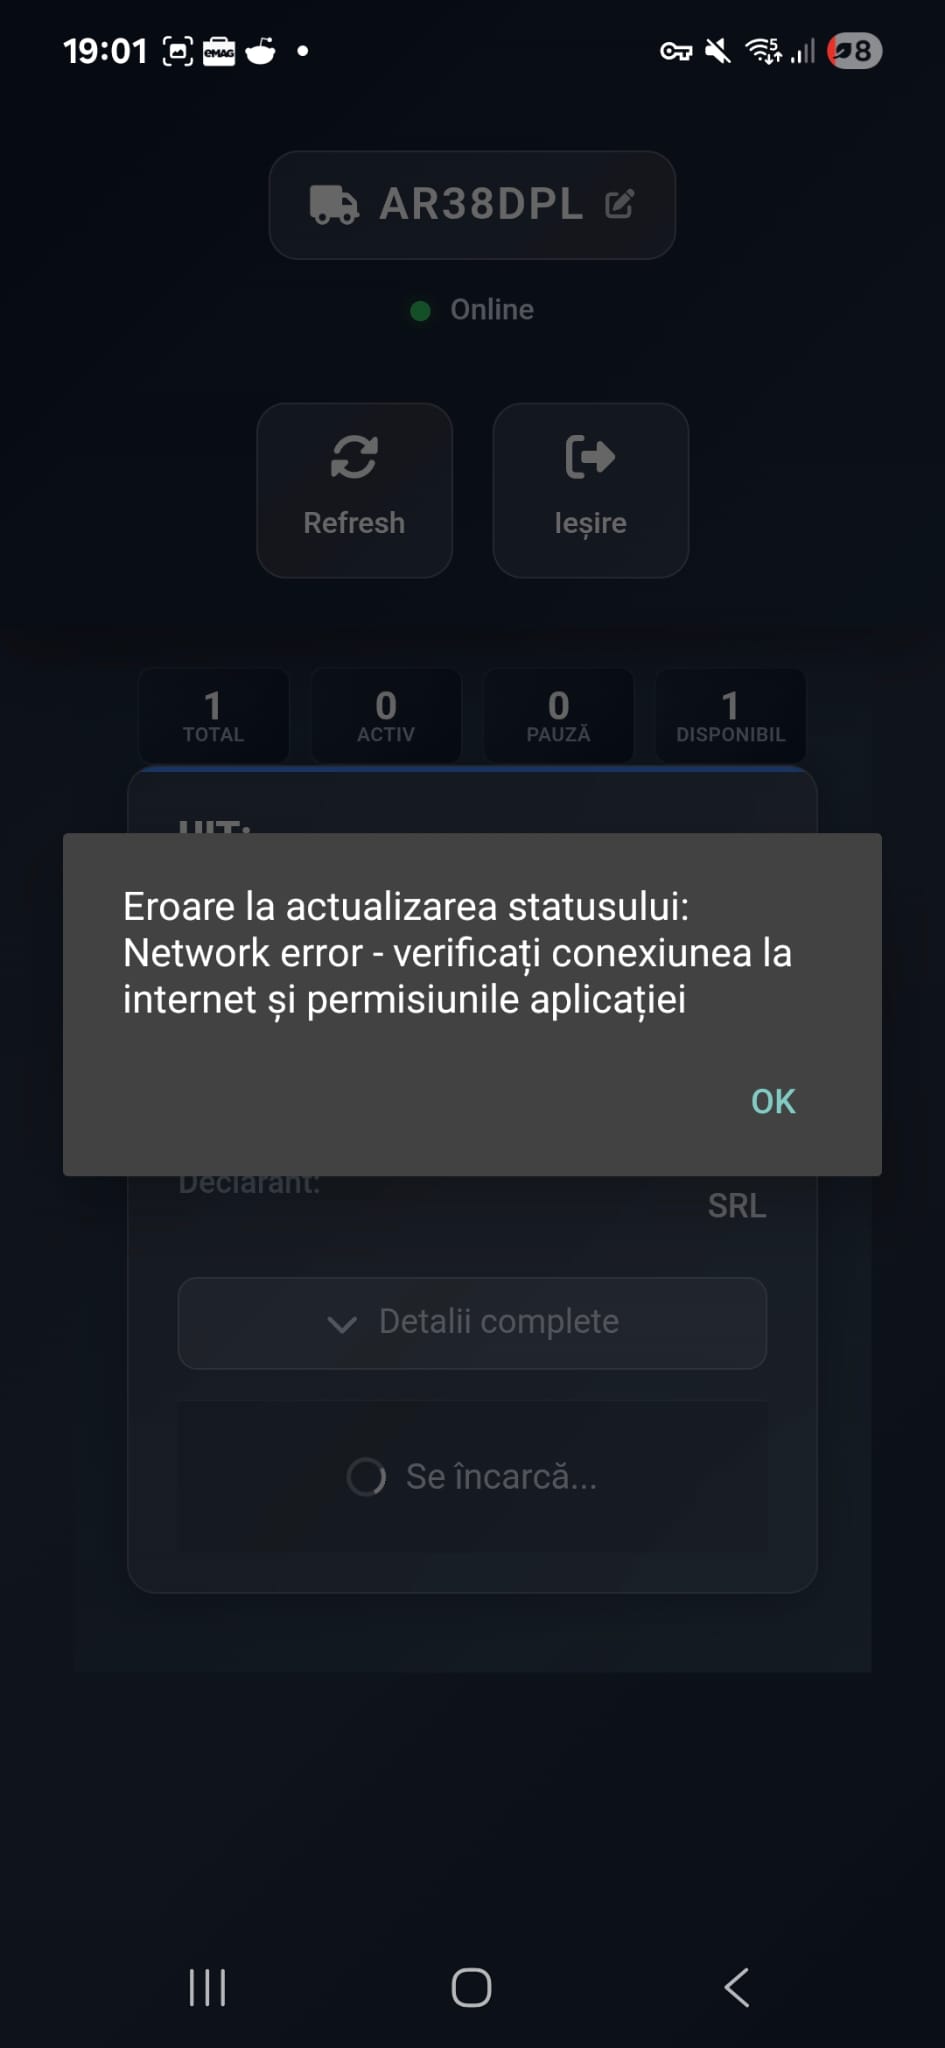 19:01
eMAG
5
8
AR38DPL
Online
Refresh
Ieșire
1
TOTAL
0
ACTIV
0
PAUZĂ
1
DISPONIBIL
UIT:
Eroare la actualizarea statusului:
Network error - verificați conexiunea la
internet și permisiunile aplicației
OK
Declarant:
SRL
Detalii complete
Se încarcă...